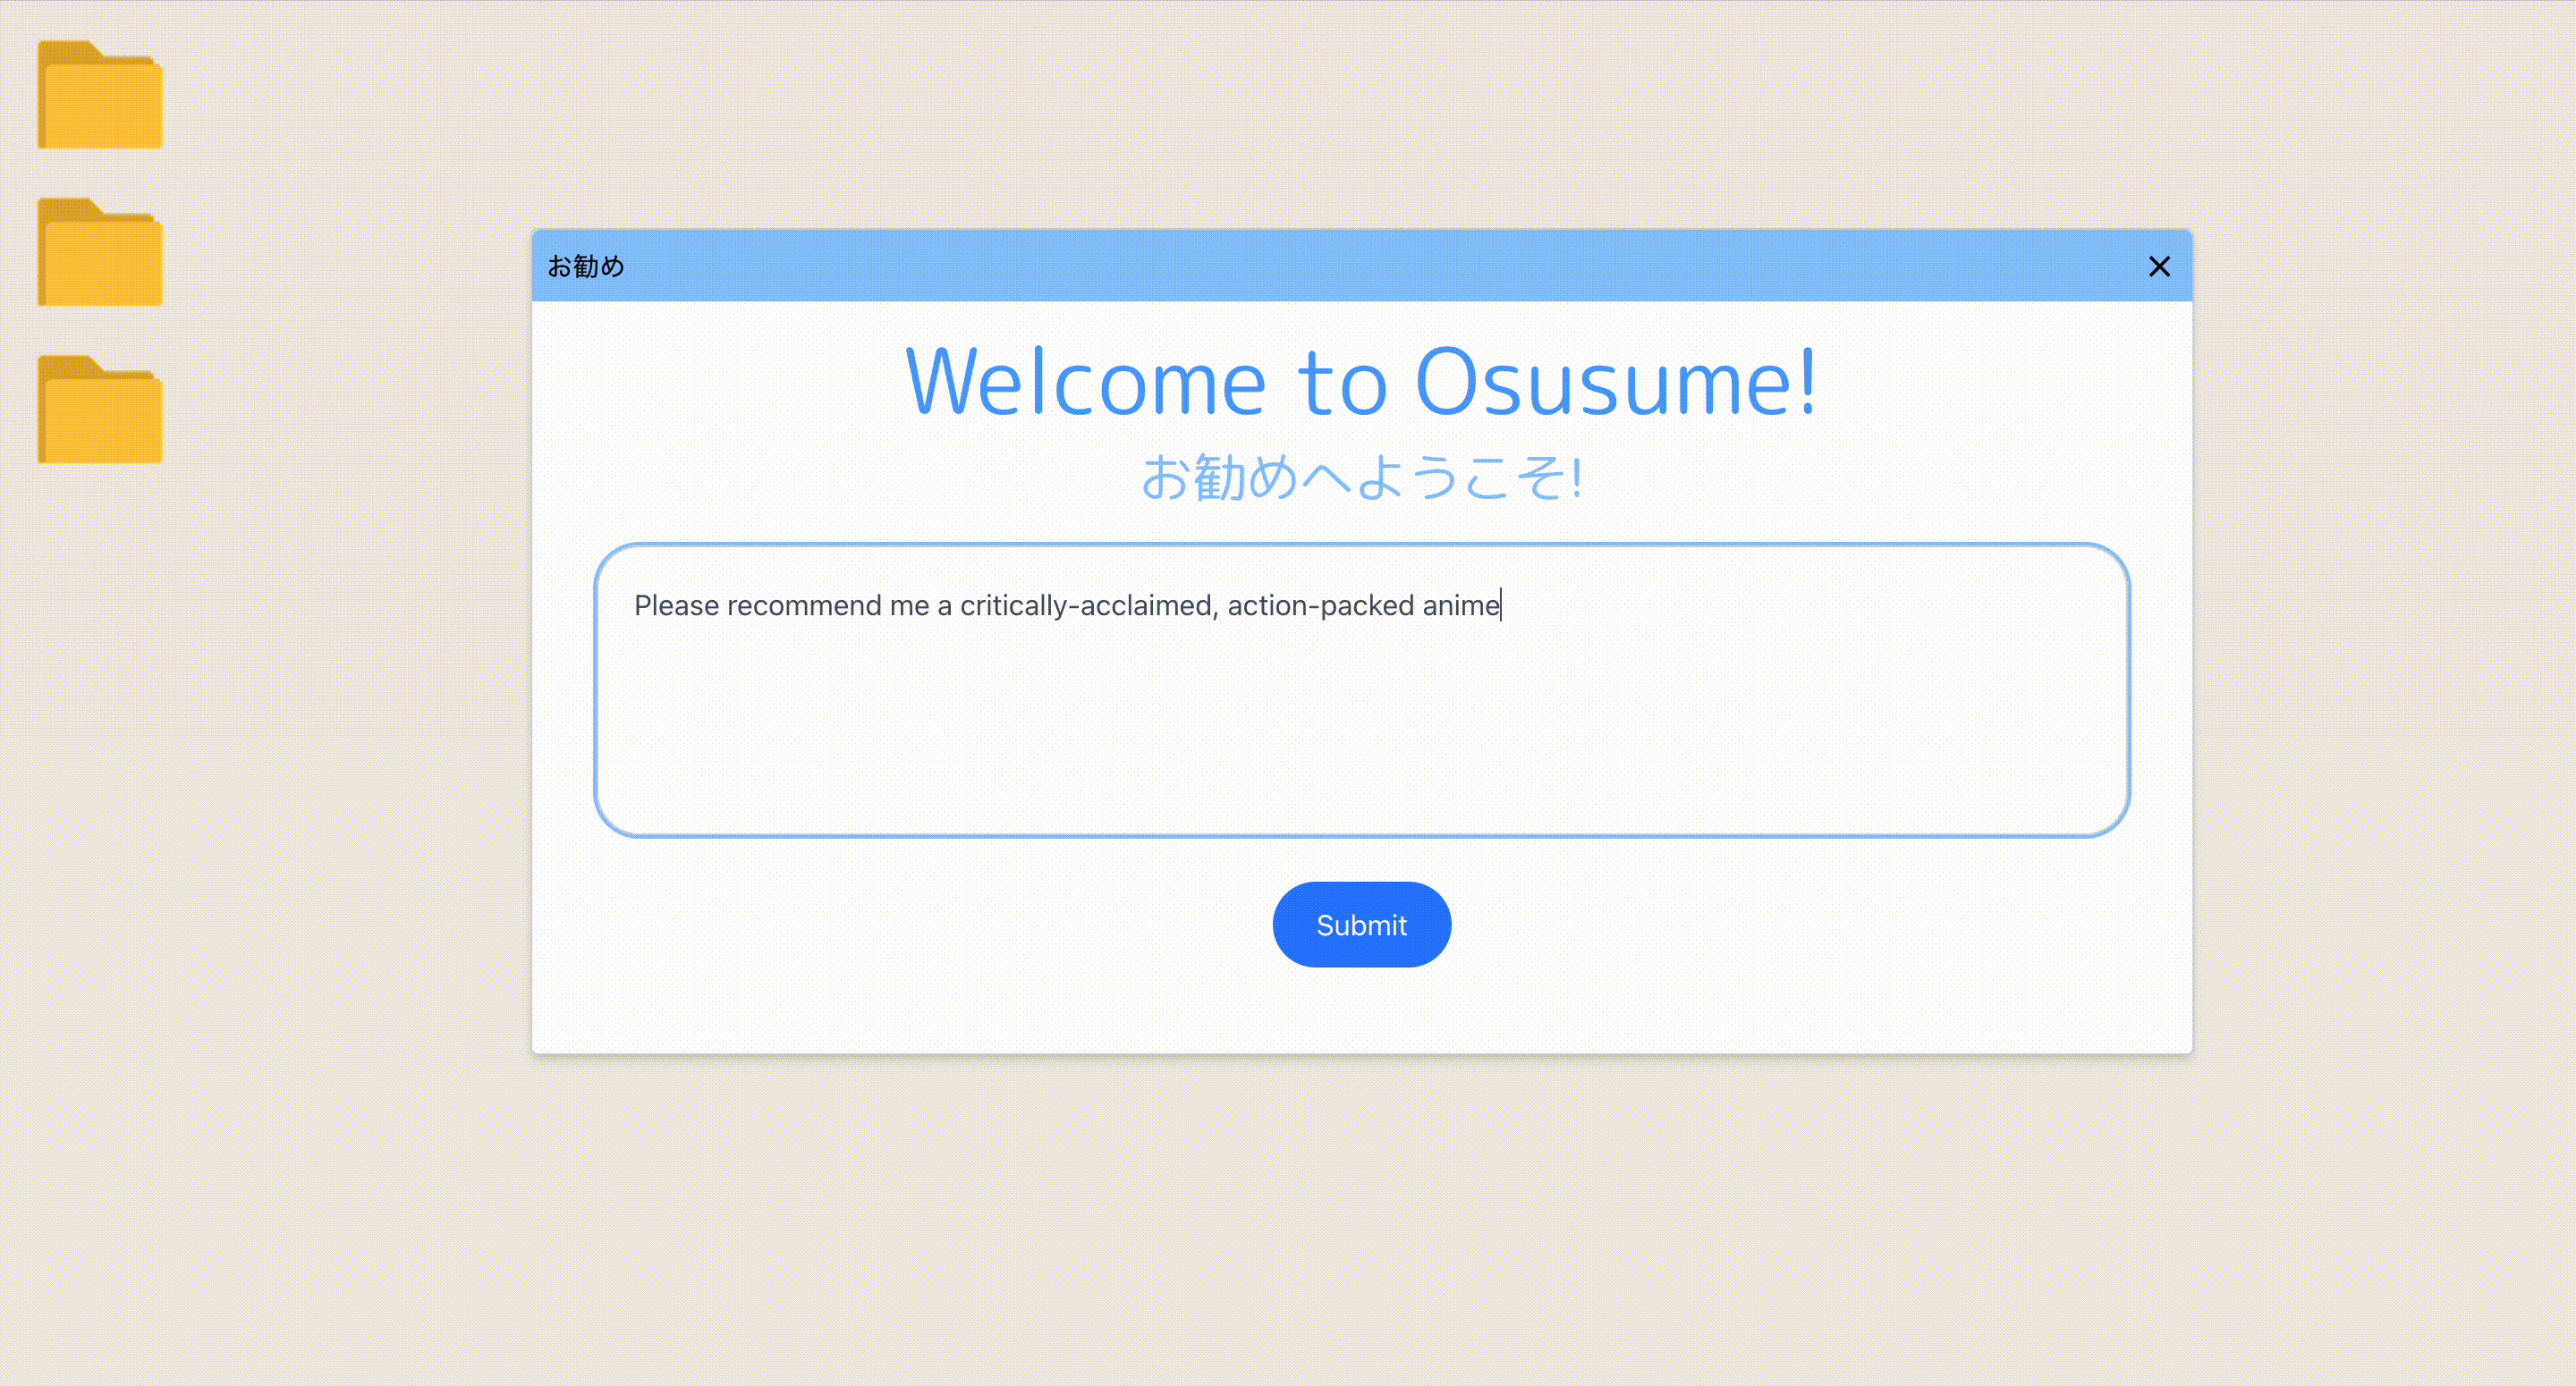 お勧め
Welcome to Osusume!
お勧めへようこそ!
Please recommend me a critically-acclaimed, action-packed anime
Submit